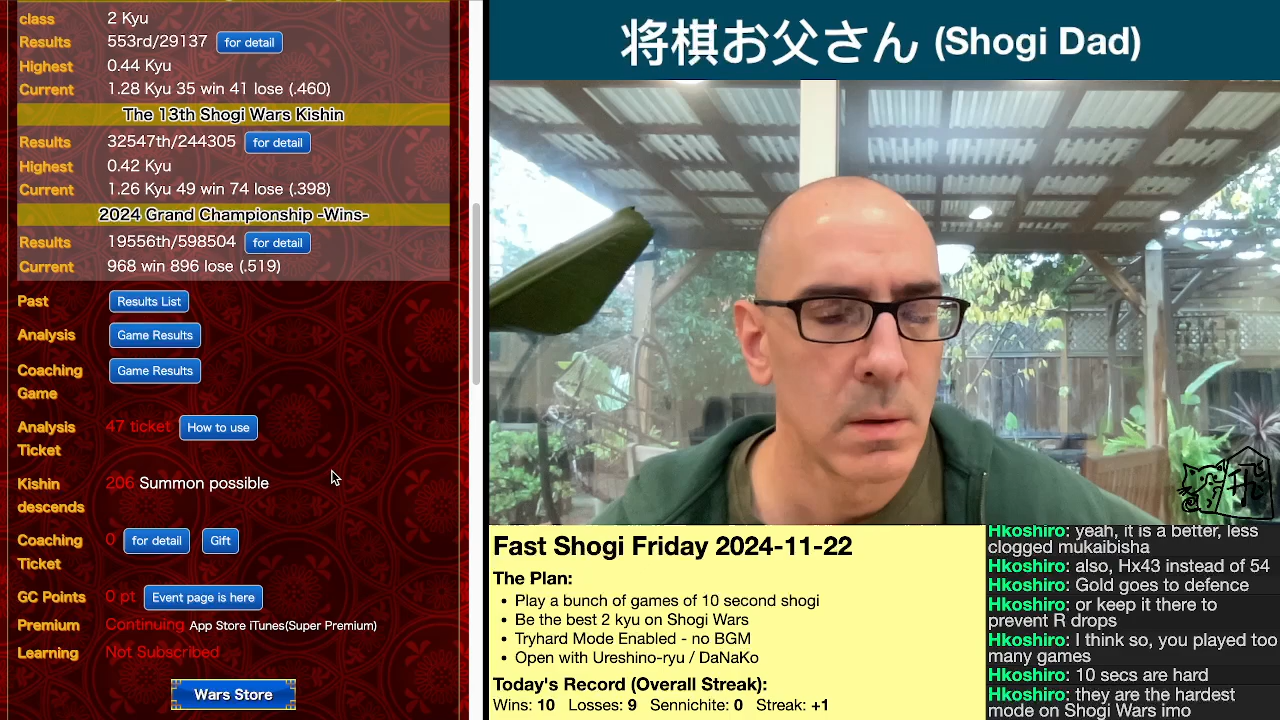 class 2 Kyu
Results 553rd/29137 for detail
Highest 0.44 Kyu
Current 1.28 Kyu 35 win 41 lose (.460)
The 13th Shogi Wars Kishin
Results 32547th/244305 for detail
Highest 0.42 Kyu
Current 1.26 Kyu 49 win 74 lose (.398)
2024 Grand Championship -Wins-
Results 19556th/598504 for detail
Current 968 win 896 lose (.519)
Past Results List
Analysis Game Results
Coaching Game Game Results
Analysis Ticket 47 ticket How to use
Kishin descends 206 Summon possible
Coaching Ticket 0 for detail Gift
GC Points 0 pt Event page is here
Premium Continuing App Store iTunes(Super Premium)
Learning Not Subscribed
Wars Store
将棋お父さん (Shogi Dad)
Fast Shogi Friday 2024-11-22
The Plan:
• Play a bunch of games of 10 second shogi
• Be the best 2 kyu on Shogi Wars
• Tryhard Mode Enabled - no BGM
• Open with Ureshino-ryu / DaNaKo
Today's Record (Overall Streak):
Wins: 10 Losses: 9 Sennichite: 0 Streak: +1
Hkoshiro: yeah, it is a better, less
clogged mukaibisha
Hkoshiro: also, Hx43 instead of 54
Hkoshiro: Gold goes to defence
Hkoshiro: or keep it there to
prevent R drops
Hkoshiro: I think so, you played too
many games
Hkoshiro: 10 secs are hard
Hkoshiro: they are the hardest
mode on Shogi Wars imo